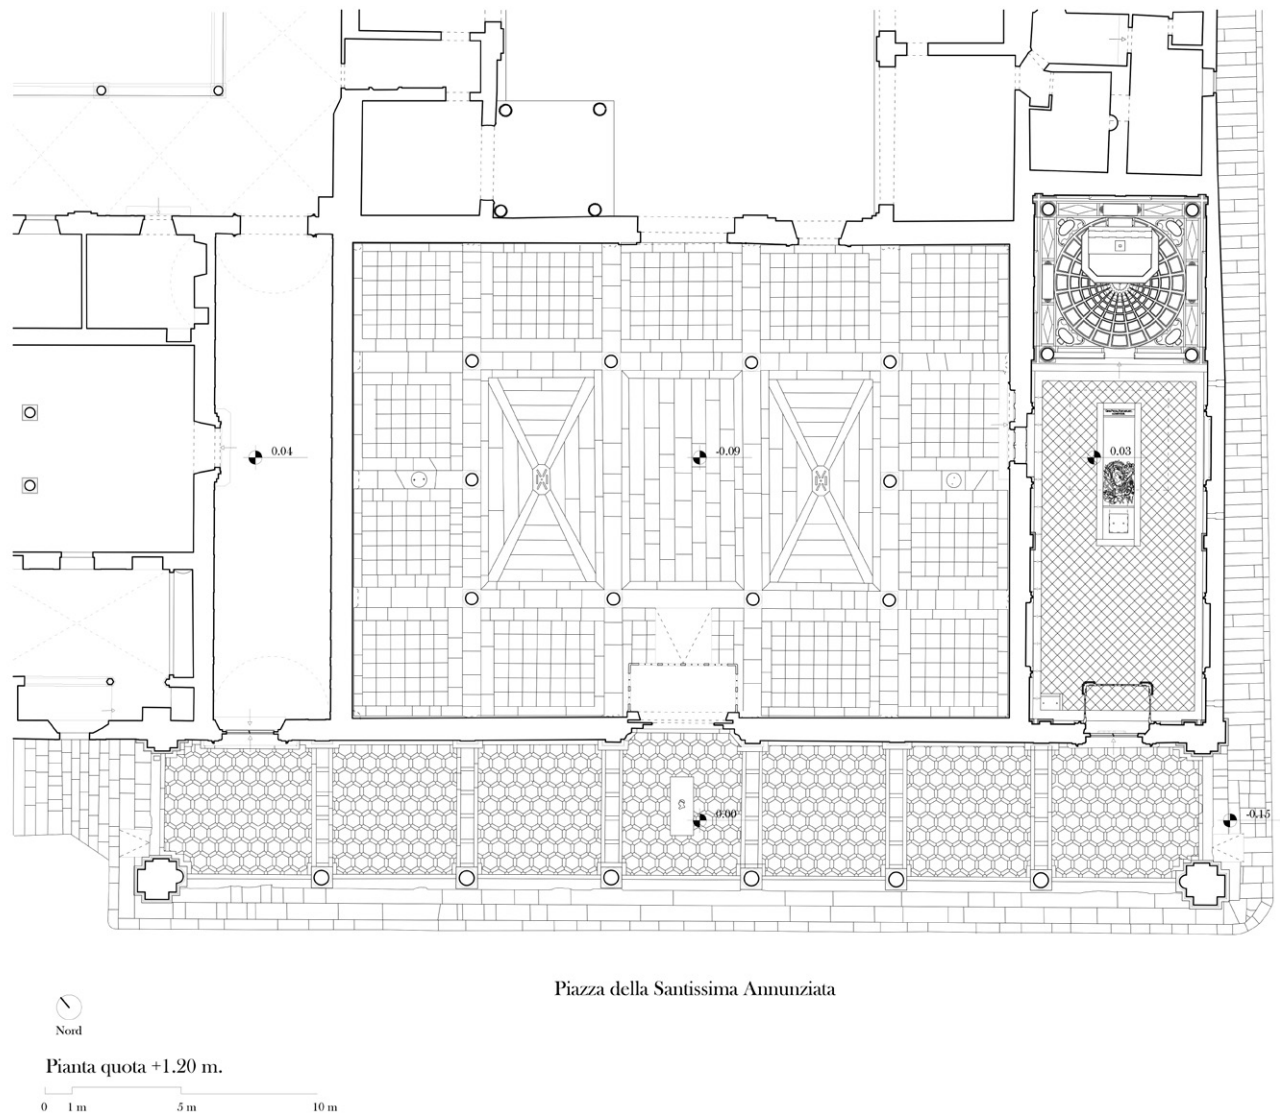 0.04
-0.09
0.03
0.00
-0.15
Piazza della Santissima Annunziata
Nord
Pianta quota +1.20 m.
0 1 m 5 m 10 m